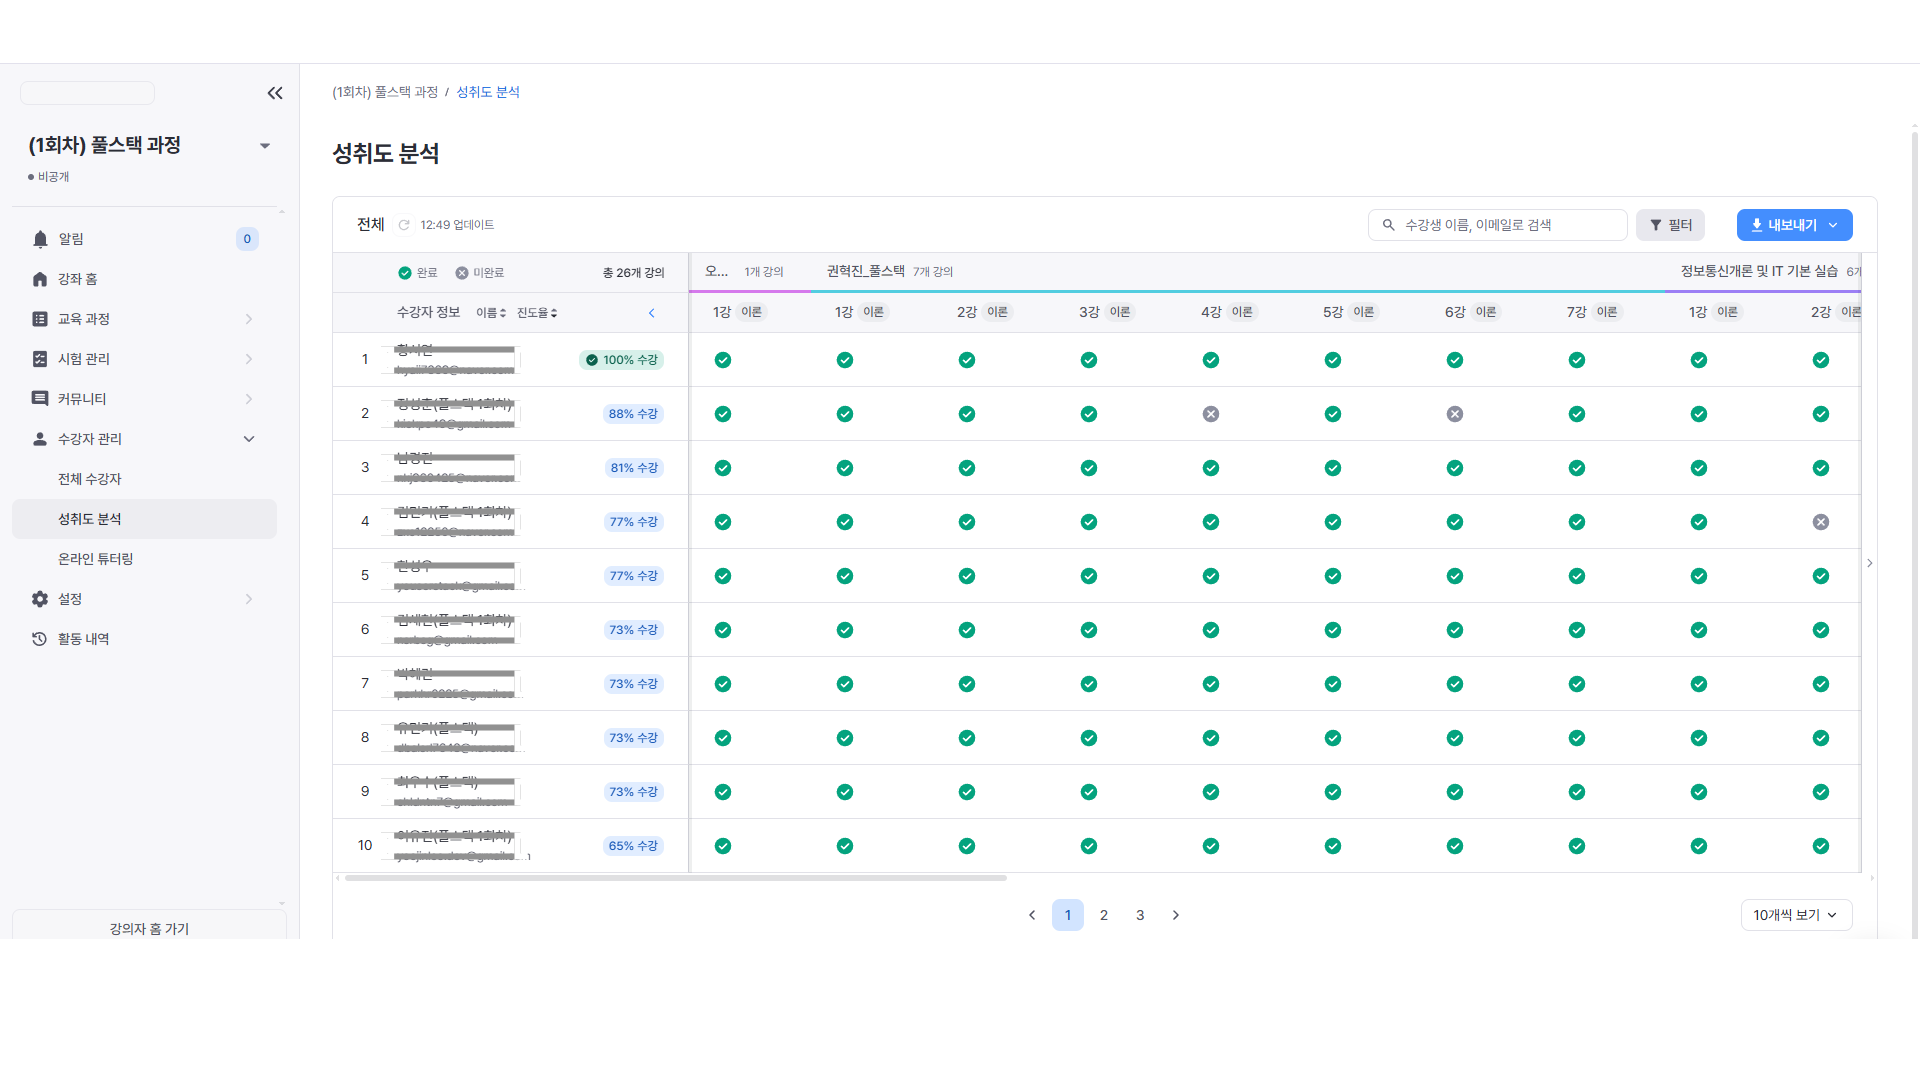 (1회차) 풀스택 과정
비공개
알림 0
강좌 홈
교육 과정
시험 관리
커뮤니티
수강자 관리
전체 수강자
성취도 분석
온라인 튜터링
설정
활동 내역
강의자 홈 가기
(1회차) 풀스택 과정 / 성취도 분석
성취도 분석
전체 12:49 업데이트 수강생 이름, 이메일로 검색 필터 내보내기
완료 미완료 총 26개 강의 오... 1개 강의 권혁진_풀스택 7개 강의 정보통신개론 및 IT 기본 실습 6개
수강자 정보 이름 진도율 1강 이론 1강 이론 2강 이론 3강 이론 4강 이론 5강 이론 6강 이론 7강 이론 1강 이론 2강 이론
1 100% 수강
2 88% 수강
3 81% 수강
4 77% 수강
5 77% 수강
6 73% 수강
7 73% 수강
8 73% 수강
9 73% 수강
10 65% 수강
1 2 3 10개씩 보기